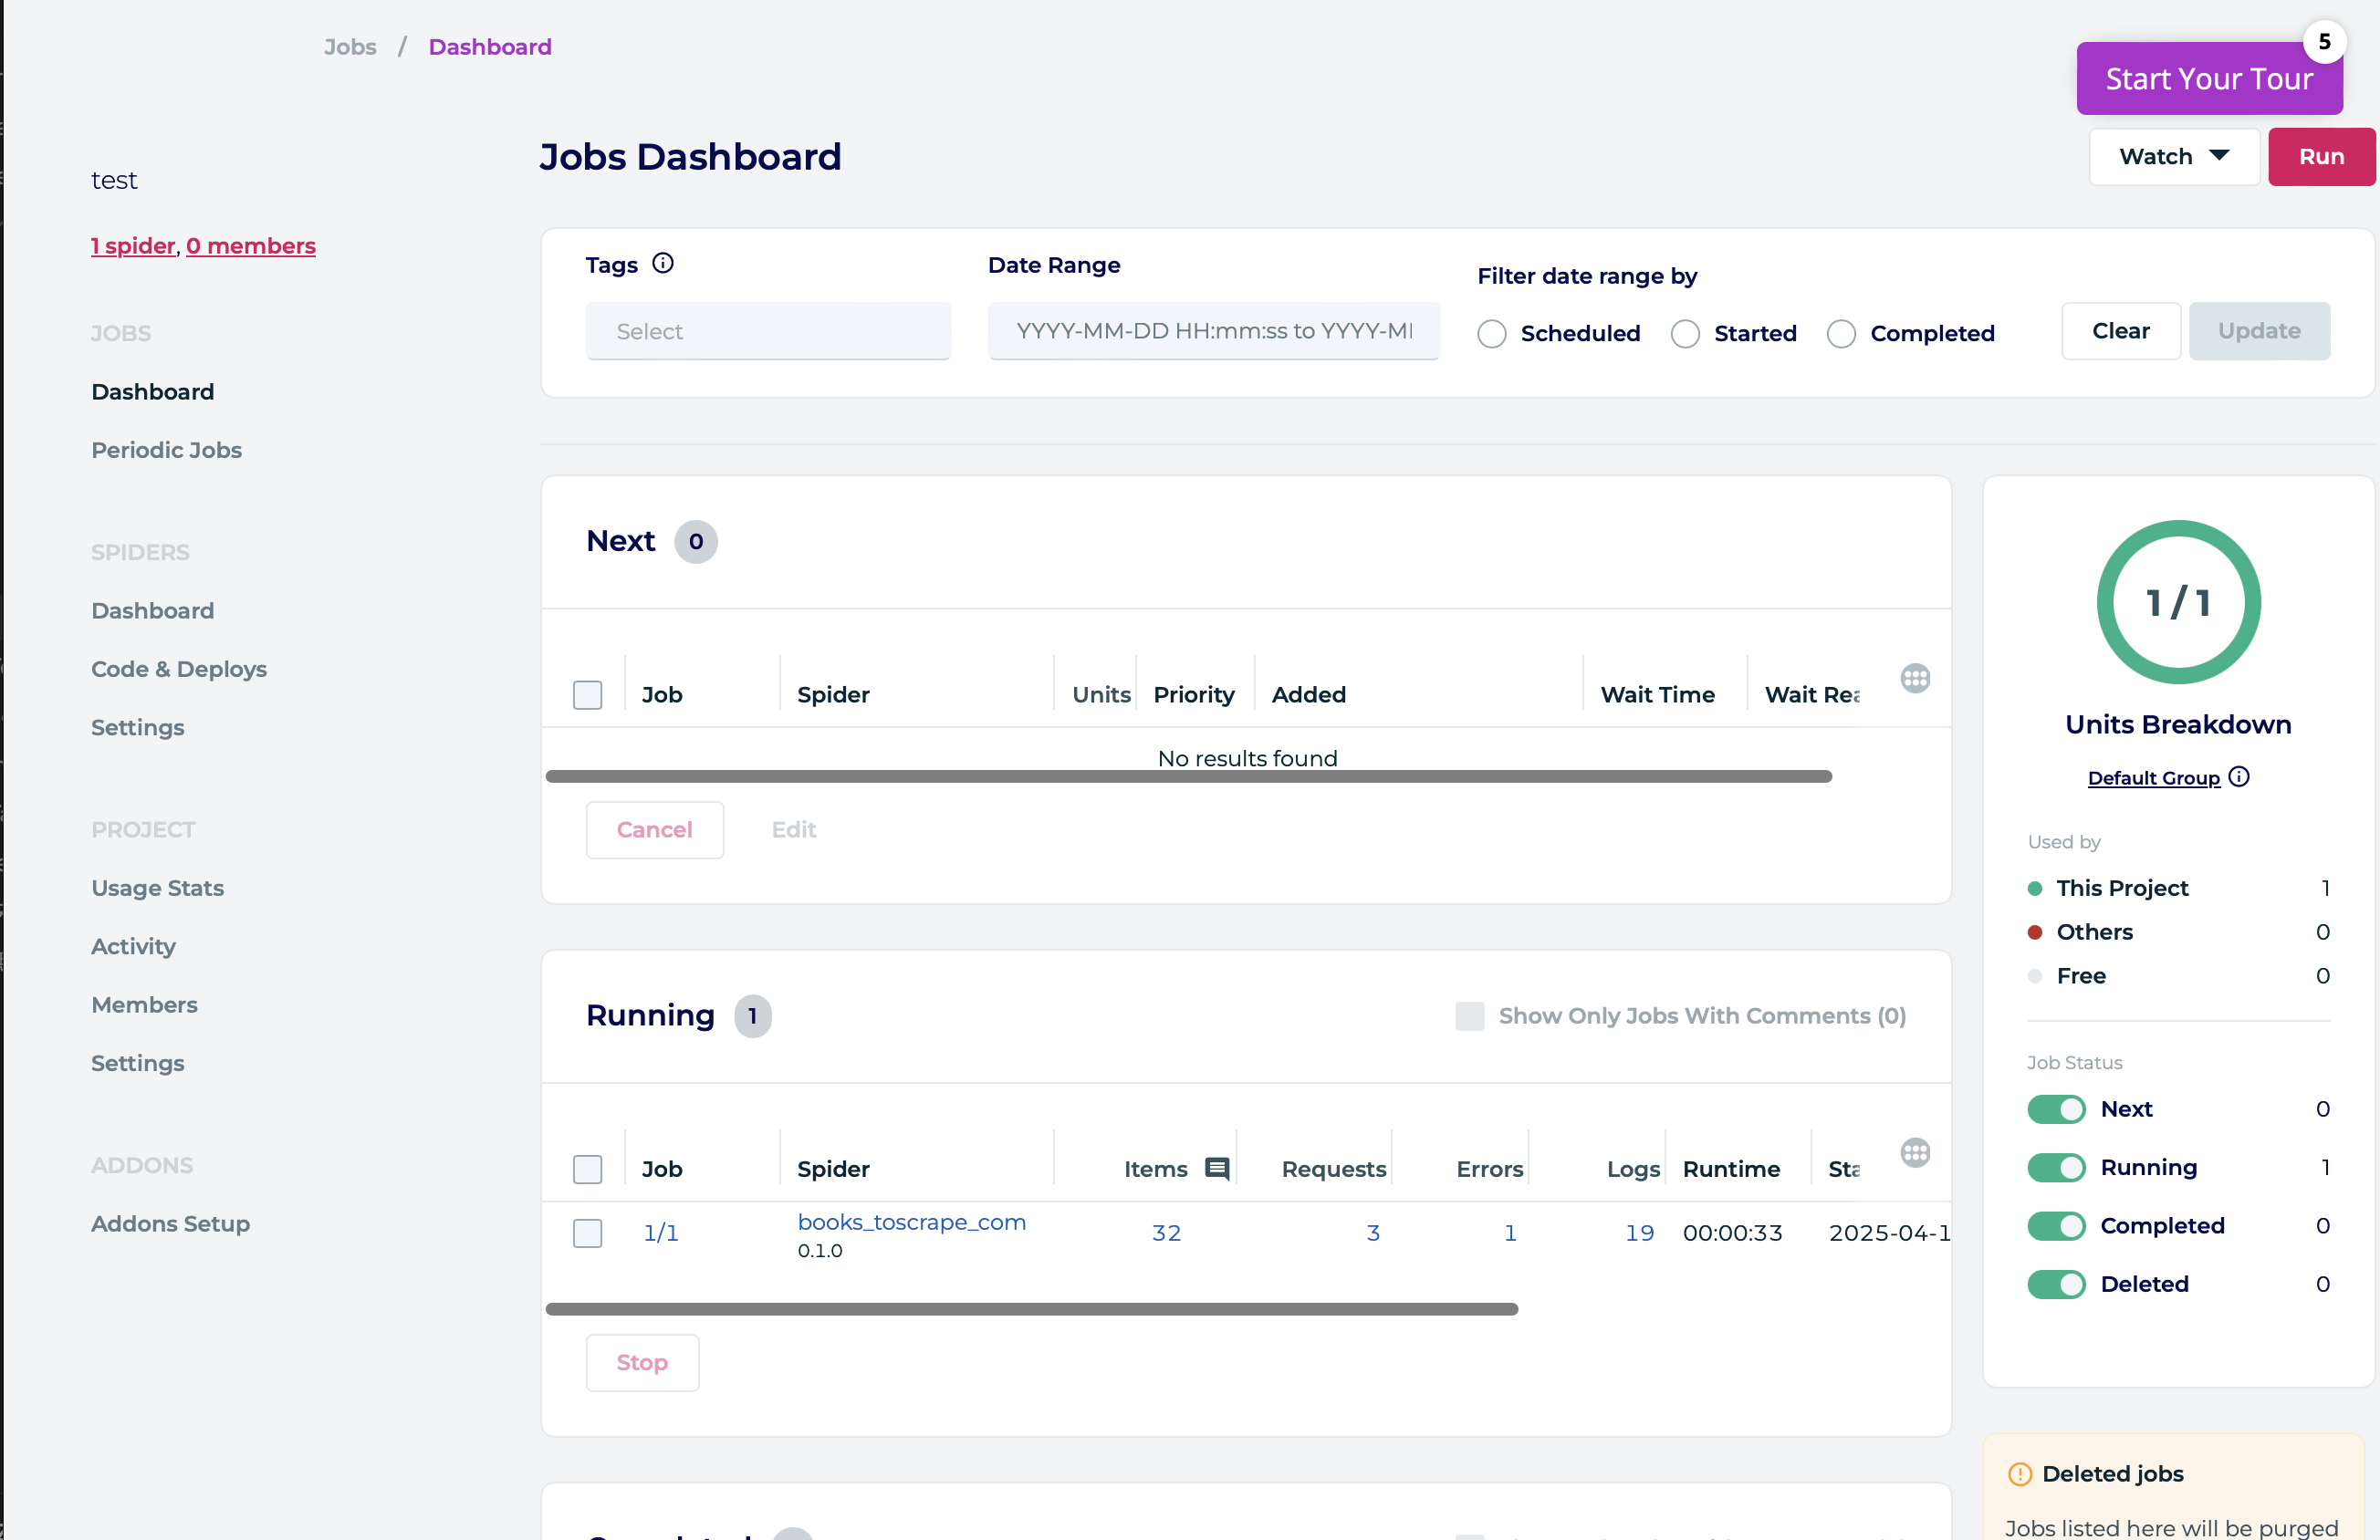 Jobs / Dashboard
5
Start Your Tour
Jobs Dashboard
Watch
Run
test
1 spider, 0 members
JOBS
Dashboard
Periodic Jobs
SPIDERS
Dashboard
Code & Deploys
Settings
PROJECT
Usage Stats
Activity
Members
Settings
ADDONS
Addons Setup
Tags
Select
Date Range
YYYY-MM-DD HH:mm:ss to YYYY-M
Filter date range by
Scheduled Started Completed
Clear Update
Next 0
Job Spider Units Priority Added Wait Time Wait Rea
No results found
Cancel Edit
Running 1
Show Only Jobs With Comments (0)
Job Spider Items Requests Errors Logs Runtime Sta
1/1 books_toscrape_com 32 3 1 19 00:00:33 2025-04-1
0.1.0
Stop
1/1
Units Breakdown
Default Group
Used by
This Project 1
Others 0
Free 0
Job Status
Next 0
Running 1
Completed 0
Deleted 0
Deleted jobs
Jobs listed here will be purged